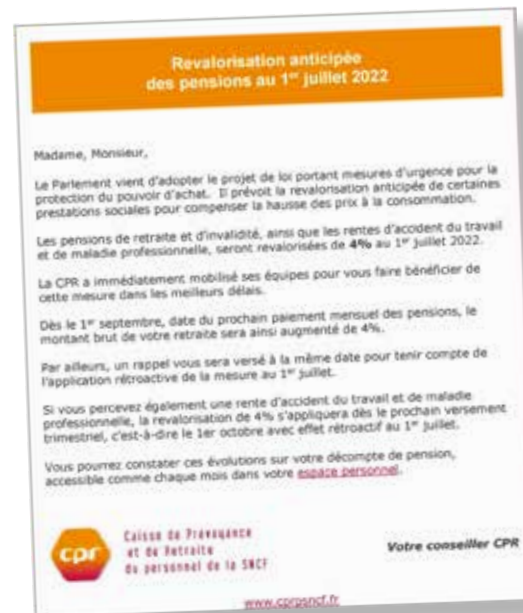 Revalorisation anticipée
des pensions au 1er juillet 2022
Madame, Monsieur,
Le Parlement vient d'adopter le projet de loi portant mesures d'urgence pour la
protection du pouvoir d'achat. Il prévoit la revalorisation anticipée de certaines
prestations sociales pour compenser la hausse des prix à la consommation.
Les pensions de retraite et d'invalidité, ainsi que les rentes d'accident du travail
et de maladie professionnelle, seront revalorisées de 4% au 1er juillet 2022.
La CPR a immédiatement mobilisé ses équipes pour vous faire bénéficier de
cette mesure dans les meilleurs délais.
Dès le 1er septembre, date du prochain paiement mensuel des pensions, le
montant brut de votre retraite sera ainsi augmenté de 4%.
Par ailleurs, un rappel vous sera versé à la même date pour tenir compte de
l'application rétroactive de la mesure au 1er juillet.
Si vous percevez également une rente d'accident du travail et de maladie
professionnelle, la revalorisation de 4% s'appliquera dès le prochain versement
trimestriel, c'est-à-dire le 1er octobre avec effet rétroactif au 1er juillet.
Vous pourrez constater ces évolutions sur votre décompte de pension,
accessible comme chaque mois dans votre espace personnel.
cpr
Caisse de Prévoyance
et de Retraite
du personnel de la SNCF
Votre conseiller CPR
www.cprpsncf.fr